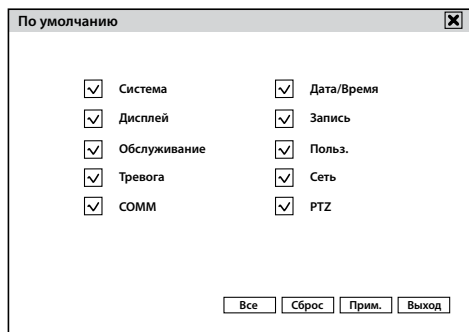 По умолчанию
Система Дата/Время
Дисплей Запись
Обслуживание Польз.
Тревога Сеть
COMM PTZ
Все Сброс Прим. Выход